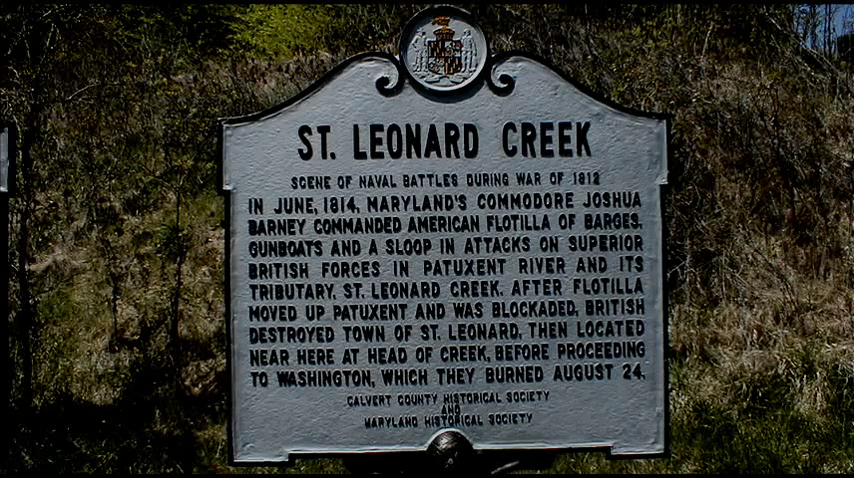 ST. LEONARD CREEK
SCENE OF NAVAL BATTLES DURING WAR OF 1812
IN JUNE, 1814, MARYLAND'S COMMODORE JOSHUA
BARNEY COMMANDED AMERICAN FLOTILLA OF BARGES,
GUNBOATS AND A SLOOP IN ATTACKS ON SUPERIOR
BRITISH FORCES IN PATUXENT RIVER AND ITS
TRIBUTARY, ST. LEONARD CREEK. AFTER FLOTILLA
MOVED UP PATUXENT AND WAS BLOCKADED, BRITISH
DESTROYED TOWN OF ST. LEONARD, THEN LOCATED
NEAR HERE AT HEAD OF CREEK, BEFORE PROCEEDING
TO WASHINGTON, WHICH THEY BURNED AUGUST 24.
CALVERT COUNTY HISTORICAL SOCIETY
AND
MARYLAND HISTORICAL SOCIETY